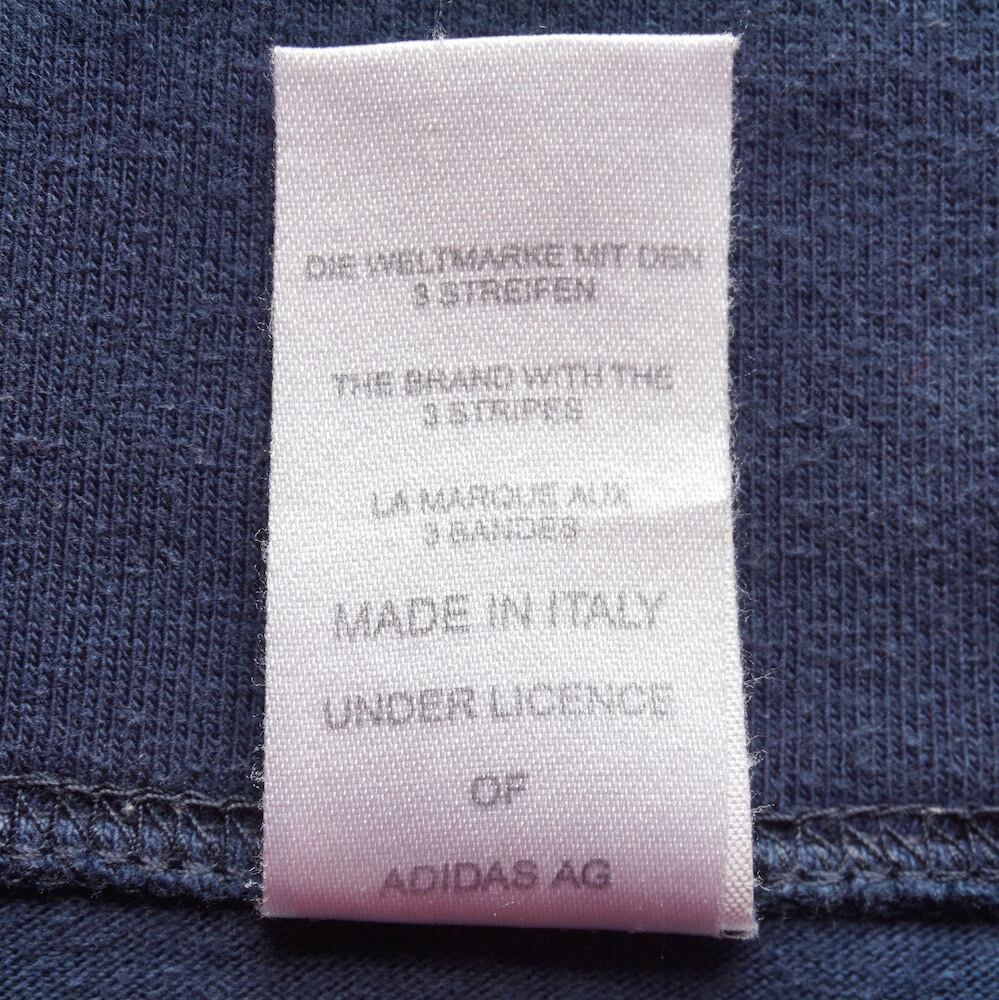 DIE WELTMARKE MIT DEN
3 STREIFEN
THE BRAND WITH THE
3 STRIPES
LA MARQUE AUX
3 BANDES
MADE IN ITALY
UNDER LICENCE
OF
ADIDAS AG